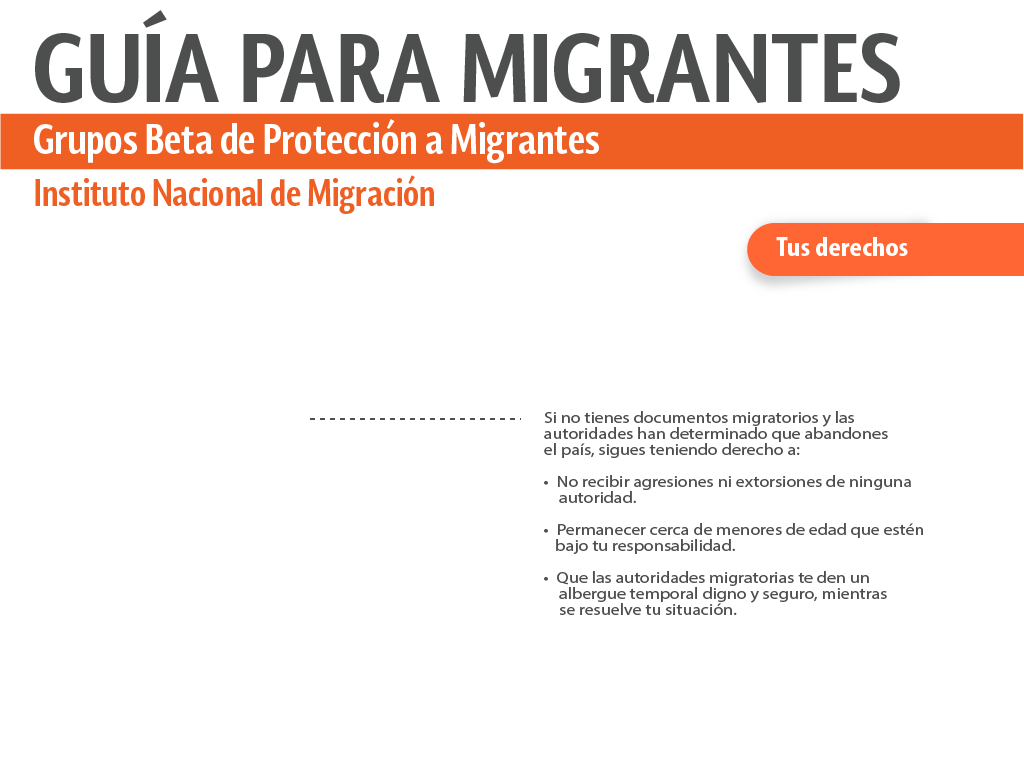 GUÍA PARA MIGRANTES
Grupos Beta de Protección a Migrantes
Instituto Nacional de Migración
Tus derechos
Si no tienes documentos migratorios y las
autoridades han determinado que abandones
el país, sigues teniendo derecho a:
• No recibir agresiones ni extorsiones de ninguna
autoridad.
• Permanecer cerca de menores de edad que estén
bajo tu responsabilidad.
• Que las autoridades migratorias te den un
albergue temporal digno y seguro, mientras
se resuelve tu situación.